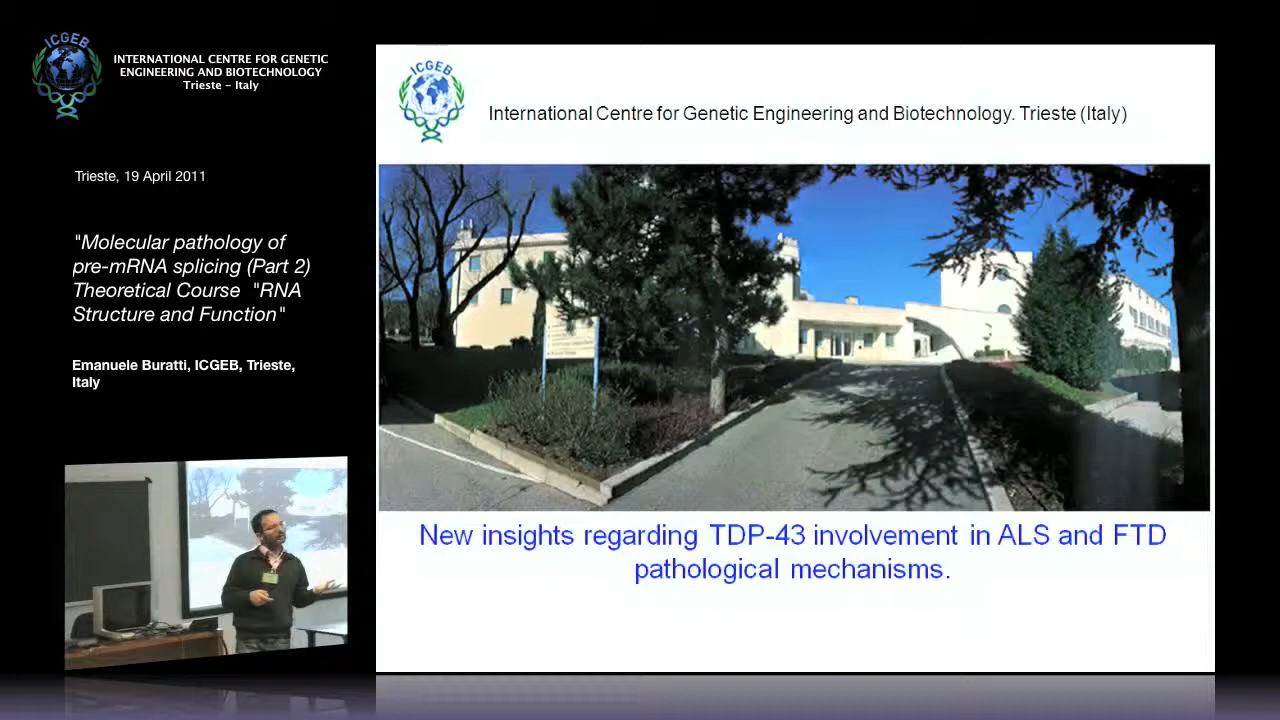 ICGEB
INTERNATIONAL CENTRE FOR GENETIC
ENGINEERING AND BIOTECHNOLOGY
Trieste - Italy
Trieste, 19 April 2011
"Molecular pathology of
pre-mRNA splicing (Part 2)
Theoretical Course "RNA
Structure and Function"
Emanuele Buratti, ICGEB, Trieste,
Italy
ICGEB
International Centre for Genetic Engineering and Biotechnology. Trieste (Italy)
New insights regarding TDP-43 involvement in ALS and FTD
pathological mechanisms.